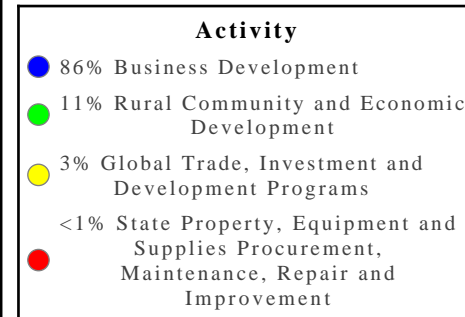 Activity
86% Business Development
11% Rural Community and Economic
Development
3% Global Trade, Investment and
Development Programs
<1% State Property, Equipment and
Supplies Procurement,
Maintenance, Repair and
Improvement